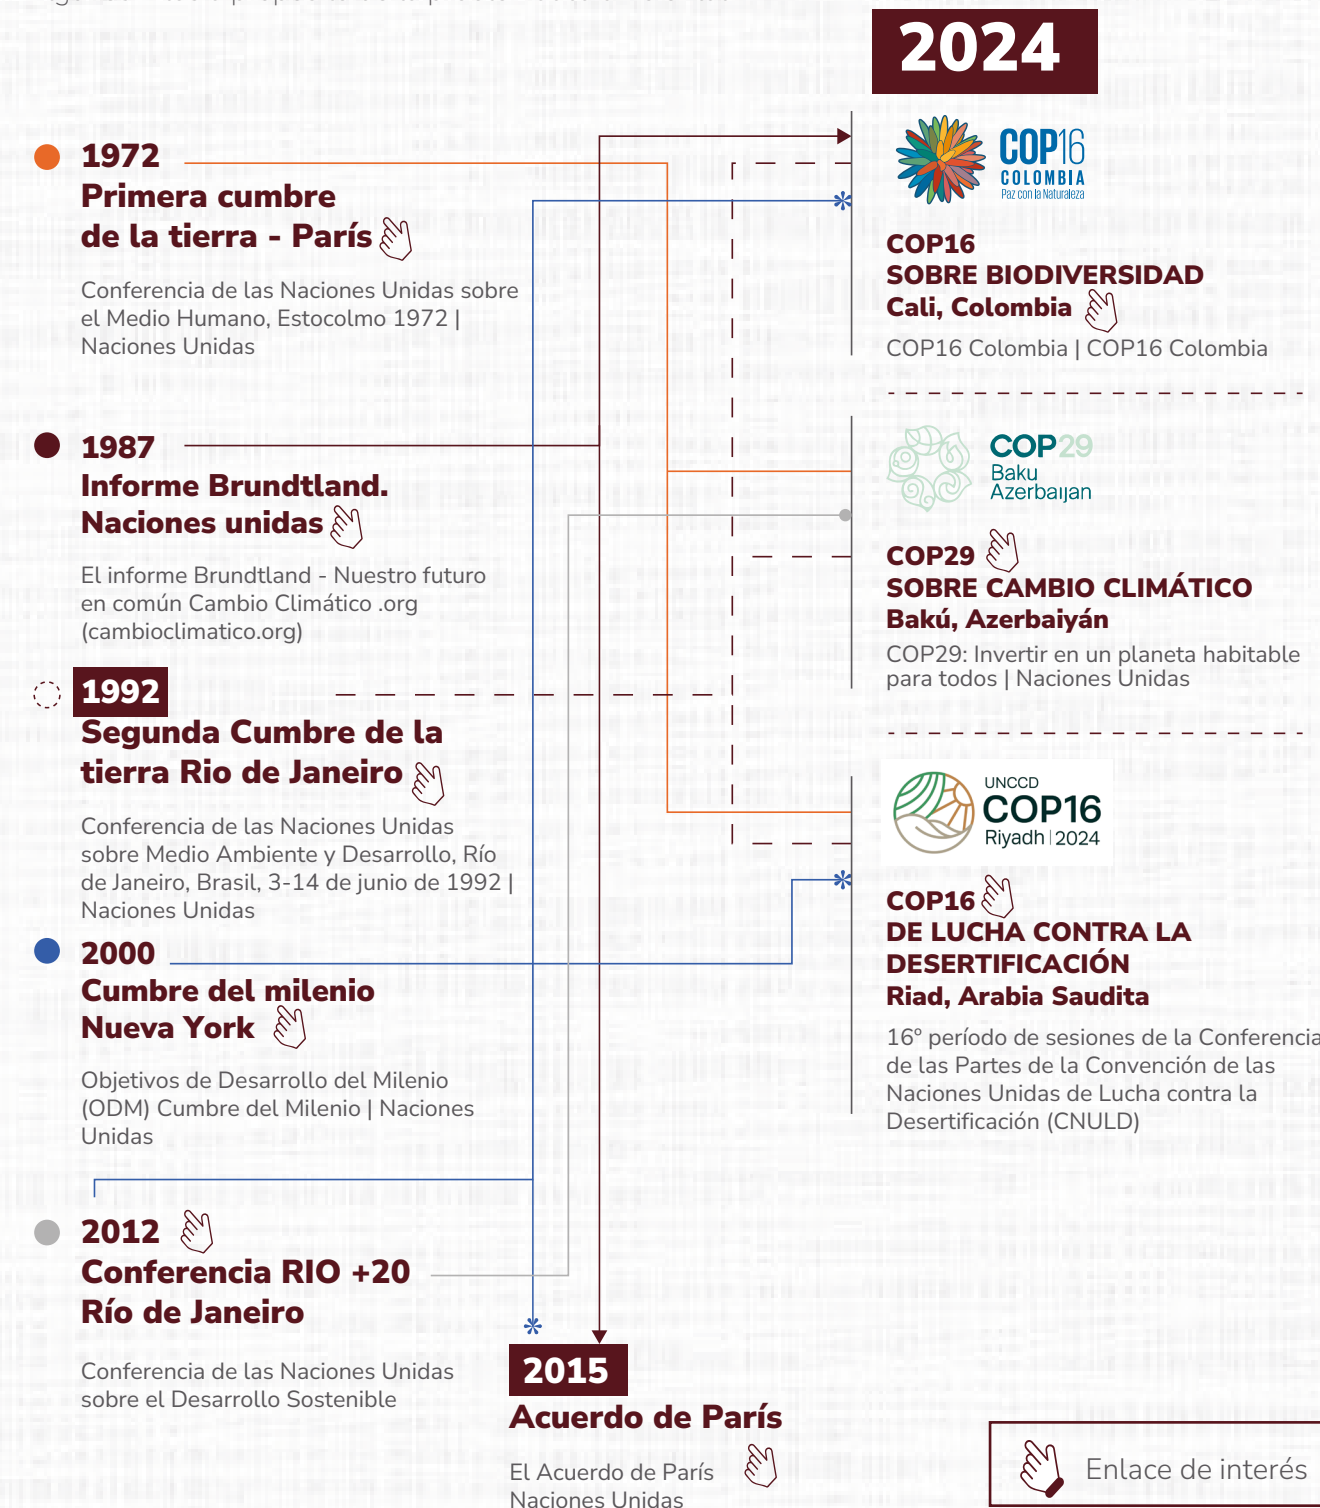 2024
1972
Primera cumbre
de la tierra - París
Conferencia de las Naciones Unidas sobre
el Medio Humano, Estocolmo 1972 |
Naciones Unidas
1987
Informe Brundtland.
Naciones unidas
El informe Brundtland - Nuestro futuro
en común Cambio Climático .org
(cambioclimatico.org)
1992
Segunda Cumbre de la
tierra Rio de Janeiro
Conferencia de las Naciones Unidas
sobre Medio Ambiente y Desarrollo, Río
de Janeiro, Brasil, 3-14 de junio de 1992 |
Naciones Unidas
2000
Cumbre del milenio
Nueva York
Objetivos de Desarrollo del Milenio
(ODM) Cumbre del Milenio | Naciones
Unidas
2012
Conferencia RIO +20
Río de Janeiro
Conferencia de las Naciones Unidas
sobre el Desarrollo Sostenible
2015
Acuerdo de París
El Acuerdo de París
Naciones Unidas
COP16
COLOMBIA
Paz con la Naturaleza
COP16
SOBRE BIODIVERSIDAD
Cali, Colombia
COP16 Colombia | COP16 Colombia
COP29
Baku
Azerbaijan
COP29
SOBRE CAMBIO CLIMÁTICO
Bakú, Azerbaiyán
COP29: Invertir en un planeta habitable
para todos | Naciones Unidas
UNCCD
COP16
Riyadh | 2024
COP16
DE LUCHA CONTRA LA
DESERTIFICACIÓN
Riad, Arabia Saudita
16º período de sesiones de la Conferencia
de las Partes de la Convención de las
Naciones Unidas de Lucha contra la
Desertificación (CNULD)
Enlace de interés